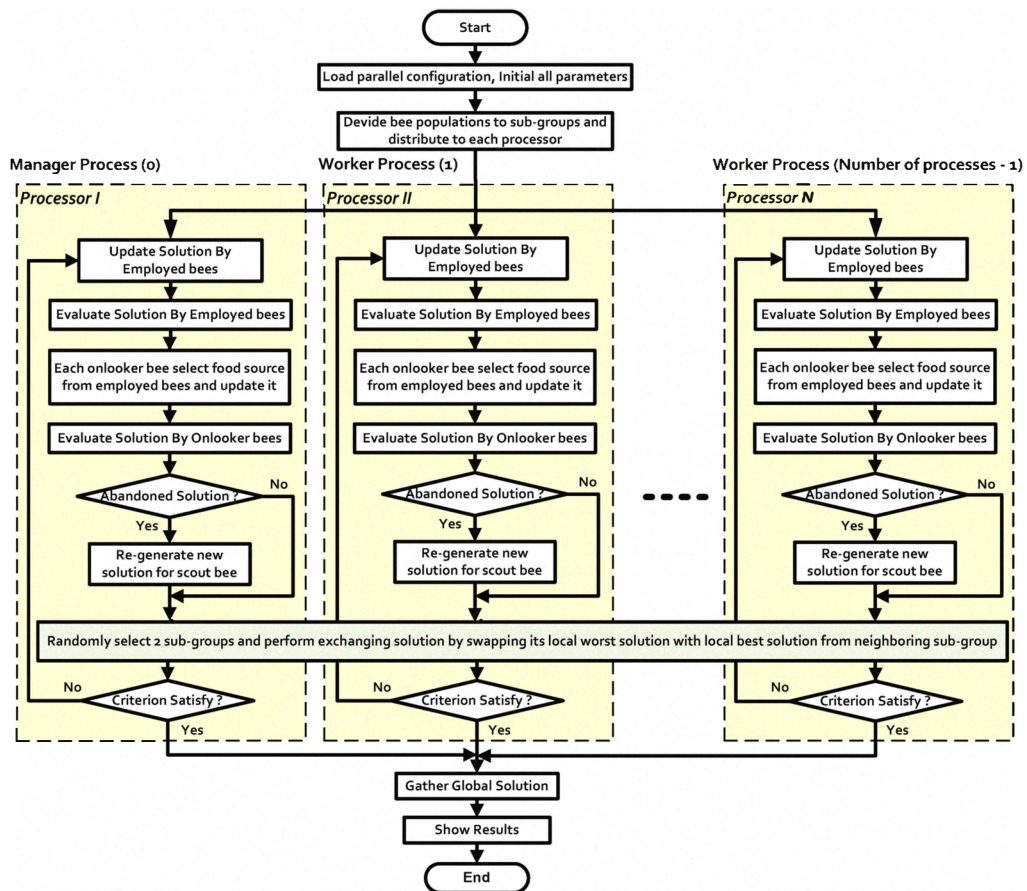 Start
Load parallel configuration, Initial all parameters
Devide bee populations to sub-groups and
distribute to each processor
Manager Process (0)
Worker Process (1)
Worker Process (Number of processes - 1)
Processor I
Update Solution By
Employed bees
Evaluate Solution By Employed bees
Each onlooker bee select food source
from employed bees and update it
Evaluate Solution By Onlooker bees
Abandoned Solution ?
No
Yes
Re-generate new
solution for scout bee
Processor II
Update Solution By
Employed bees
Evaluate Solution By Employed bees
Each onlooker bee select food source
from employed bees and update it
Evaluate Solution By Onlooker bees
Abandoned Solution ?
No
Yes
Re-generate new
solution for scout bee
Processor N
Update Solution By
Employed bees
Evaluate Solution By Employed bees
Each onlooker bee select food source
from employed bees and update it
Evaluate Solution By Onlooker bees
Abandoned Solution ?
No
Yes
Re-generate new
solution for scout bee
Randomly select 2 sub-groups and perform exchanging solution by swapping its local worst solution with local best solution from neighboring sub-group
No
Criterion Satisfy ?
Yes
No
Criterion Satisfy ?
Yes
No
Criterion Satisfy ?
Yes
Gather Global Solution
Show Results
End